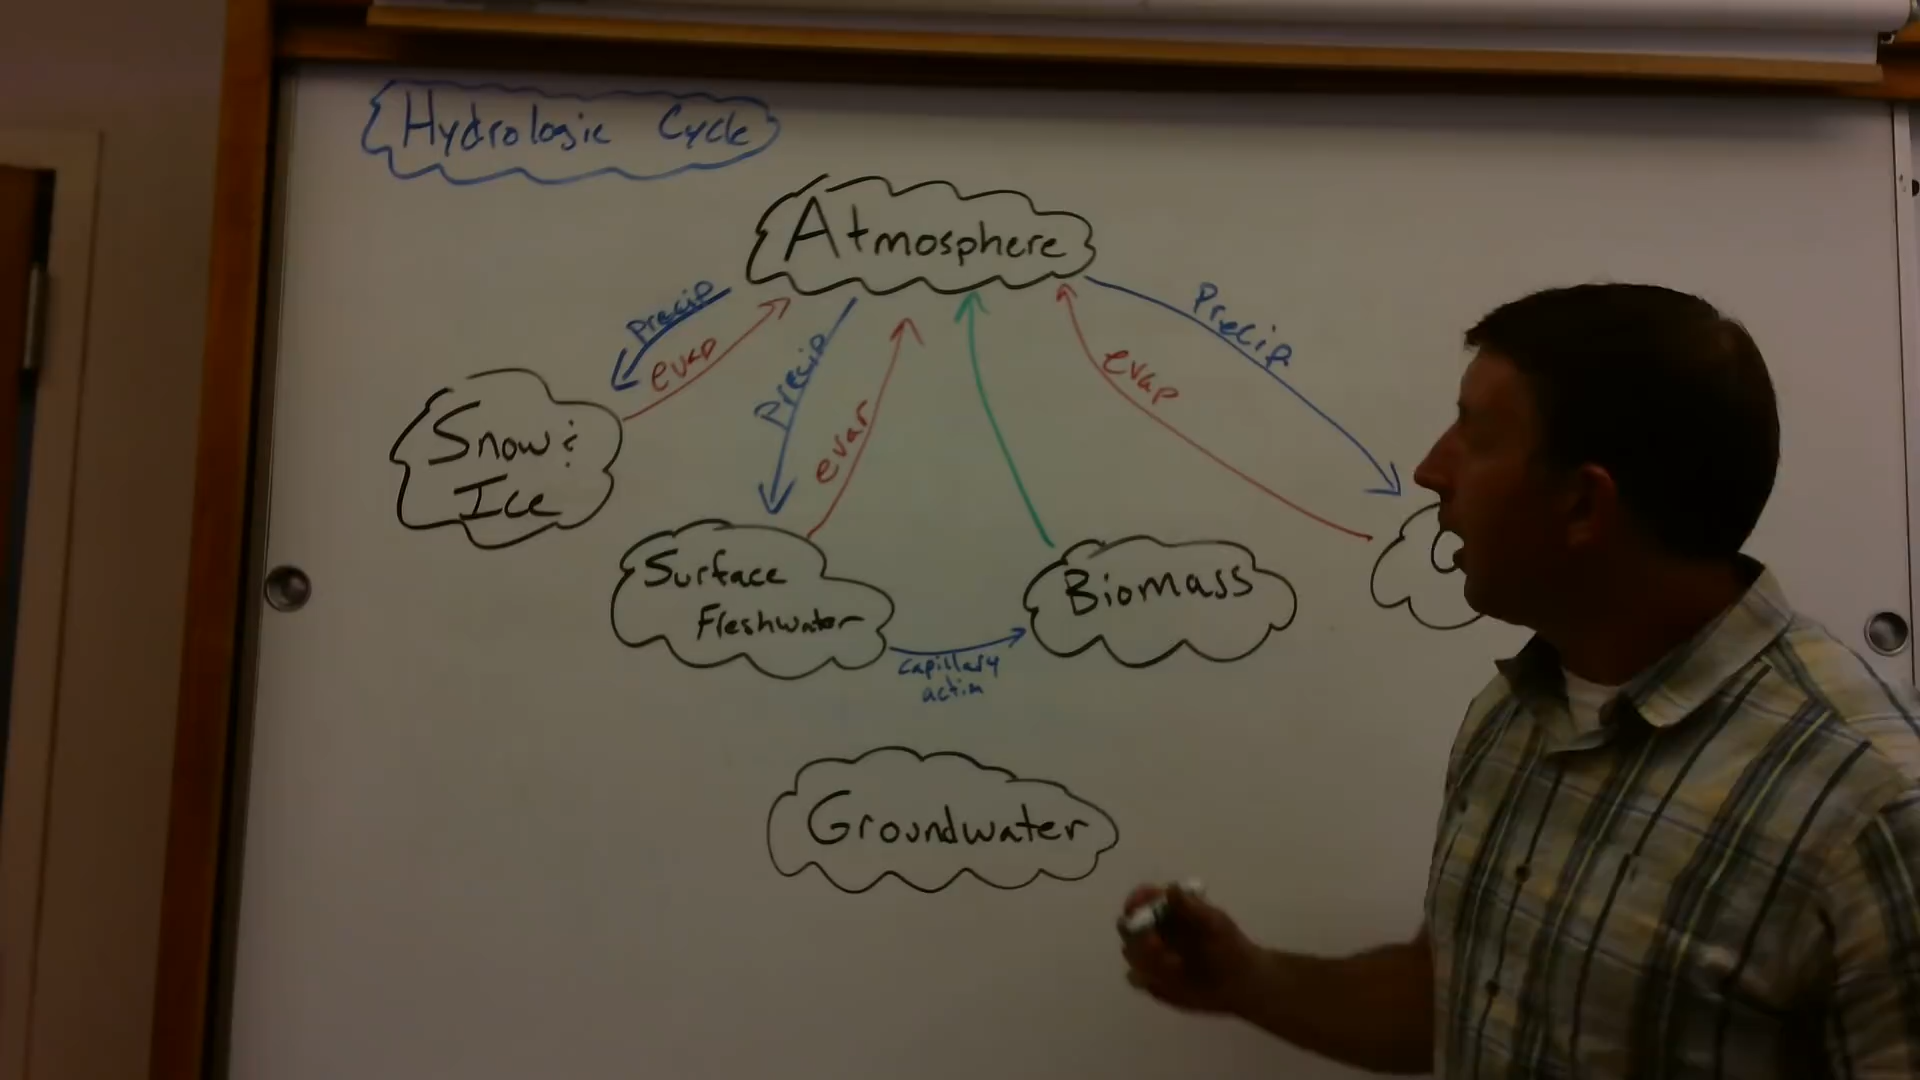 Hydrologic Cycle
Atmosphere
Precip
evap
Precip
evap
evap
Precip
Snow &
Ice
Surface
Freshwater
Biomass
capillary
action
Groundwater